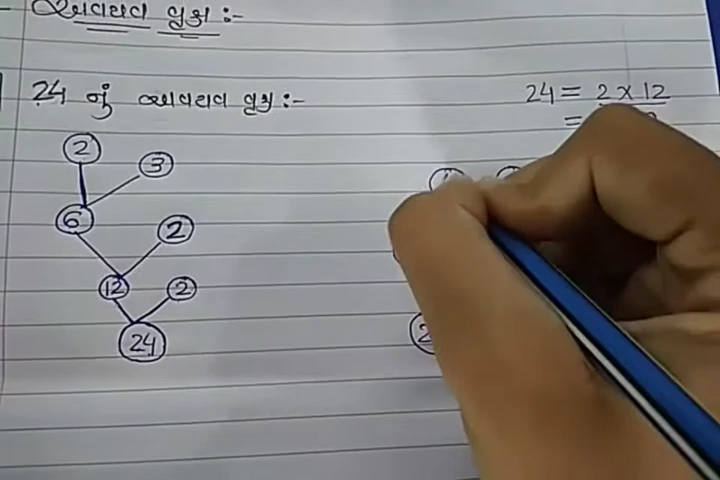 અવયવ વૃક્ષ :-
24 નું અવયવ વૃક્ષ :-
24 = 2 x 12
=
2
3
6
2
12
2
24